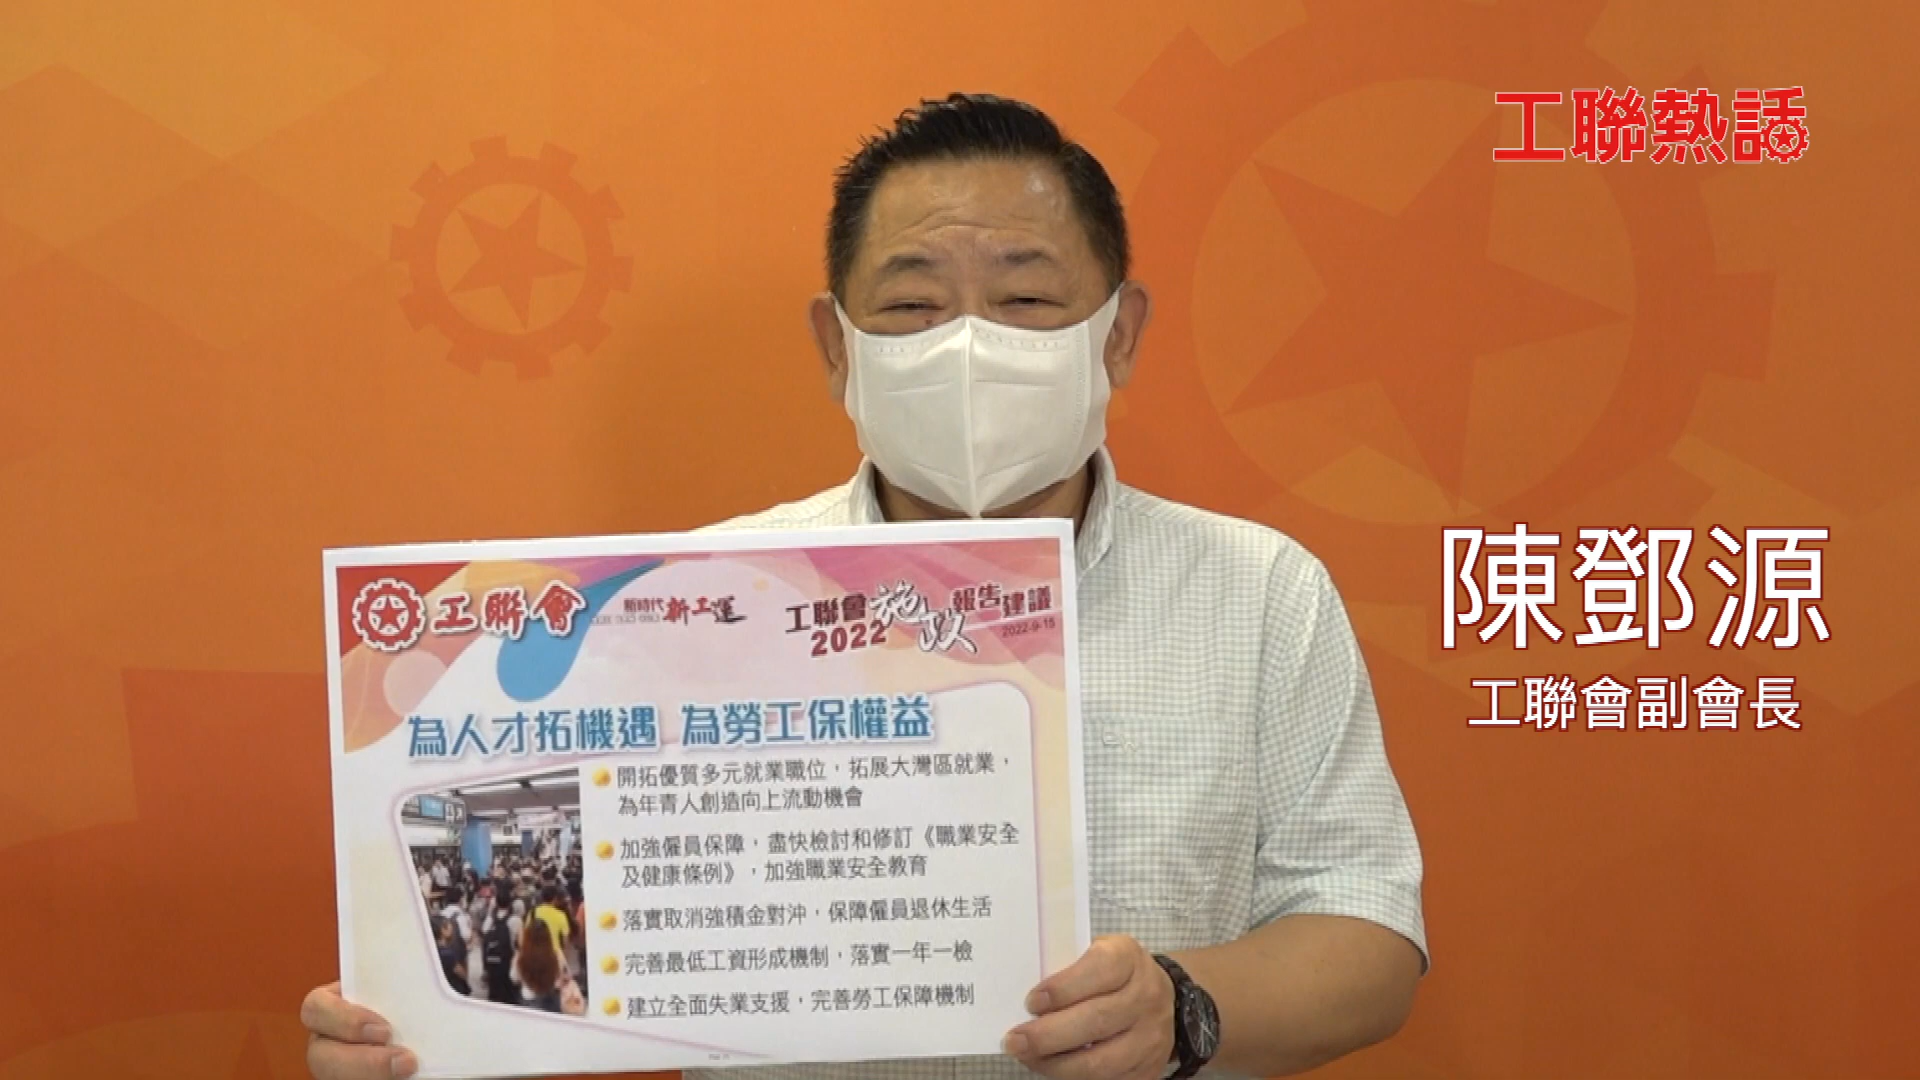 工聯熱話
陳鄧源
工聯會副會長
工聯會
新時代
新工運
工聯會
2022
施政
報告
建議
2022-9-15
為人才拓機遇 為勞工保權益
開拓優質多元就業職位，拓展大灣區就業，
為年青人創造向上流動機會
加強僱員保障，盡快檢討和修訂《職業安全
及健康條例》，加強職業安全教育
落實取消強積金對沖，保障僱員退休生活
完善最低工資形成機制，落實一年一檢
建立全面失業支援，完善勞工保障機制